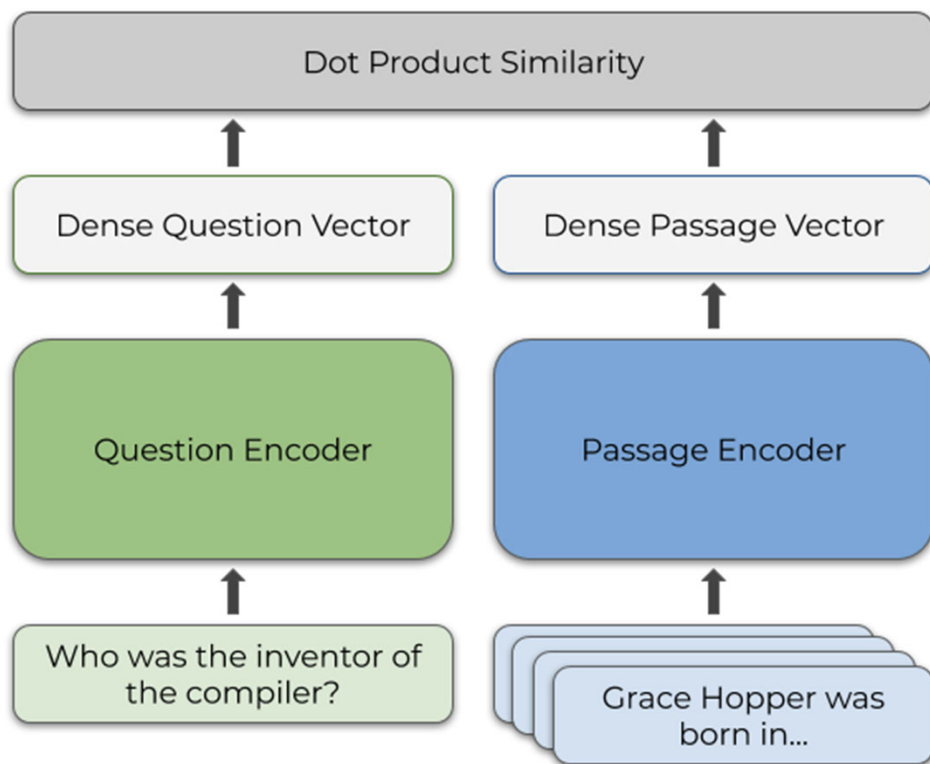 Dot Product Similarity
Dense Question Vector
Dense Passage Vector
Question Encoder
Passage Encoder
Who was the inventor of
the compiler?
Grace Hopper was
born in...